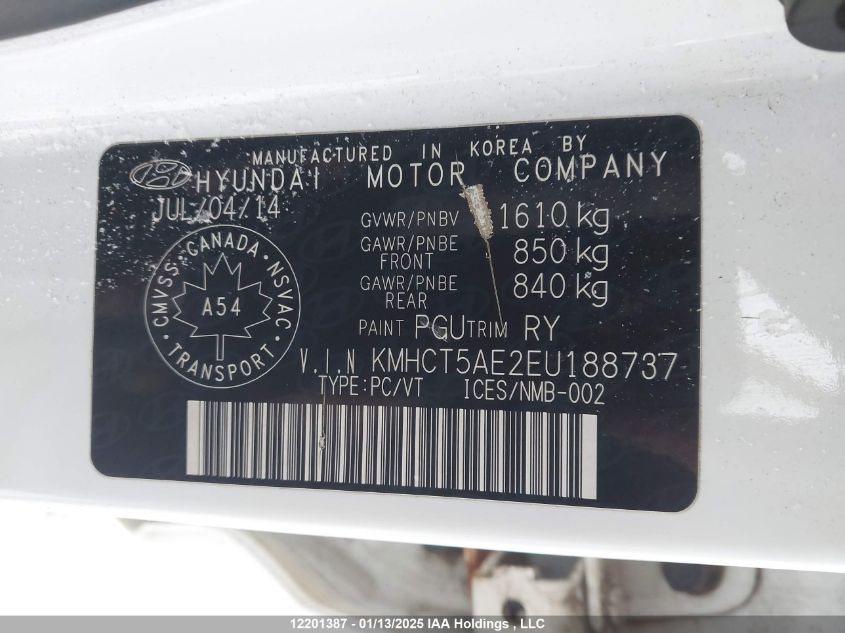 MANUFACTURED IN KOREA BY
HYUNDAI MOTOR COMPANY
JUL/04/14
GVWR/PNBV 1610 kg
GAWR/PNBE FRONT 850 kg
GAWR/PNBE REAR 840 kg
PAINT PGU TRIM RY
CMVSS · CANADA · NSVAC · TRANSPORT ·
A54
V.I.N KMHCT5AE2EU188737
TYPE:PC/VT ICES/NMB-002
12201387 - 01/13/2025 IAA Holdings , LLC